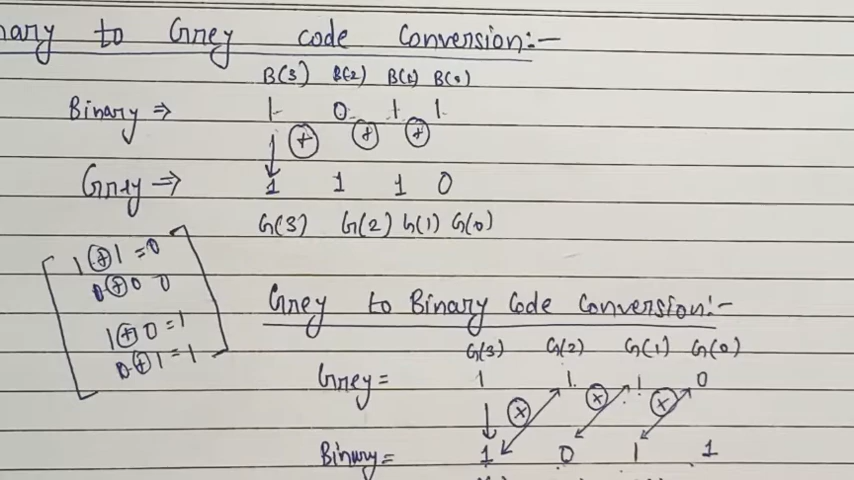 nary to Grey code Conversion:-
B(3) B(2) B(1) B(0)
Binary ⇒ 1 0 1 1
⊕ ⊕ ⊕
Grey ⇒ 1 1 1 0
G(3) G(2) G(1) G(0)
1⊕1=0
0⊕0 0
1⊕0=1
0⊕1=1
Grey to Binary Code Conversion:-
G(3) G(2) G(1) G(0)
Grey= 1 1 1 0
⊗ ⊗ ⊗
Binary= 1 0 1 1